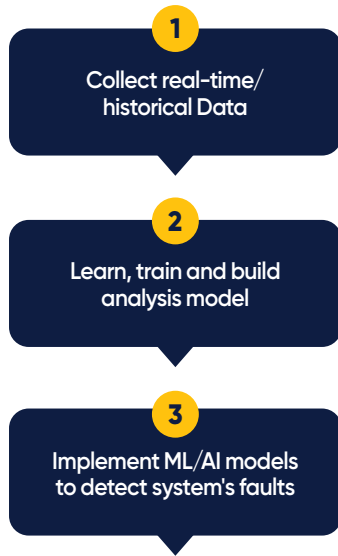 1
Collect real-time/
historical Data
2
Learn, train and build
analysis model
3
Implement ML/AI models
to detect system's faults